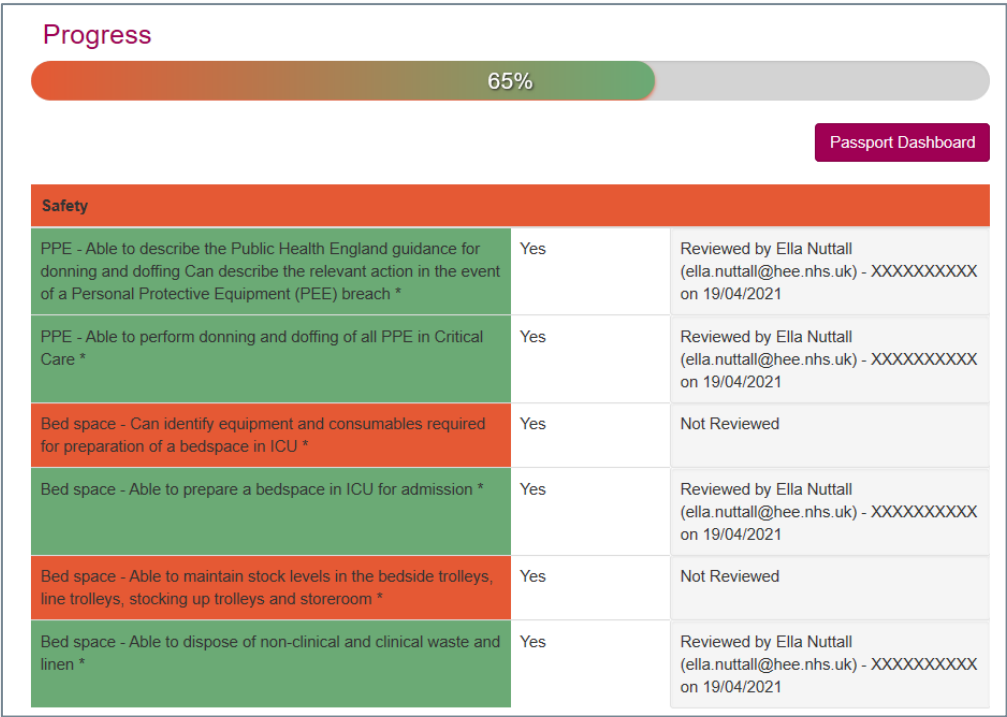 Progress
65%
Passport Dashboard
Safety
PPE - Able to describe the Public Health England guidance for
donning and doffing Can describe the relevant action in the event
of a Personal Protective Equipment (PEE) breach *
Yes
Reviewed by Ella Nuttall
(ella.nuttall@hee.nhs.uk) - XXXXXXXXXX
on 19/04/2021
PPE - Able to perform donning and doffing of all PPE in Critical
Care *
Yes
Reviewed by Ella Nuttall
(ella.nuttall@hee.nhs.uk) - XXXXXXXXXX
on 19/04/2021
Bed space - Can identify equipment and consumables required
for preparation of a bedspace in ICU *
Yes
Not Reviewed
Bed space - Able to prepare a bedspace in ICU for admission *
Yes
Reviewed by Ella Nuttall
(ella.nuttall@hee.nhs.uk) - XXXXXXXXXX
on 19/04/2021
Bed space - Able to maintain stock levels in the bedside trolleys,
line trolleys, stocking up trolleys and storeroom *
Yes
Not Reviewed
Bed space - Able to dispose of non-clinical and clinical waste and
linen *
Yes
Reviewed by Ella Nuttall
(ella.nuttall@hee.nhs.uk) - XXXXXXXXXX
on 19/04/2021